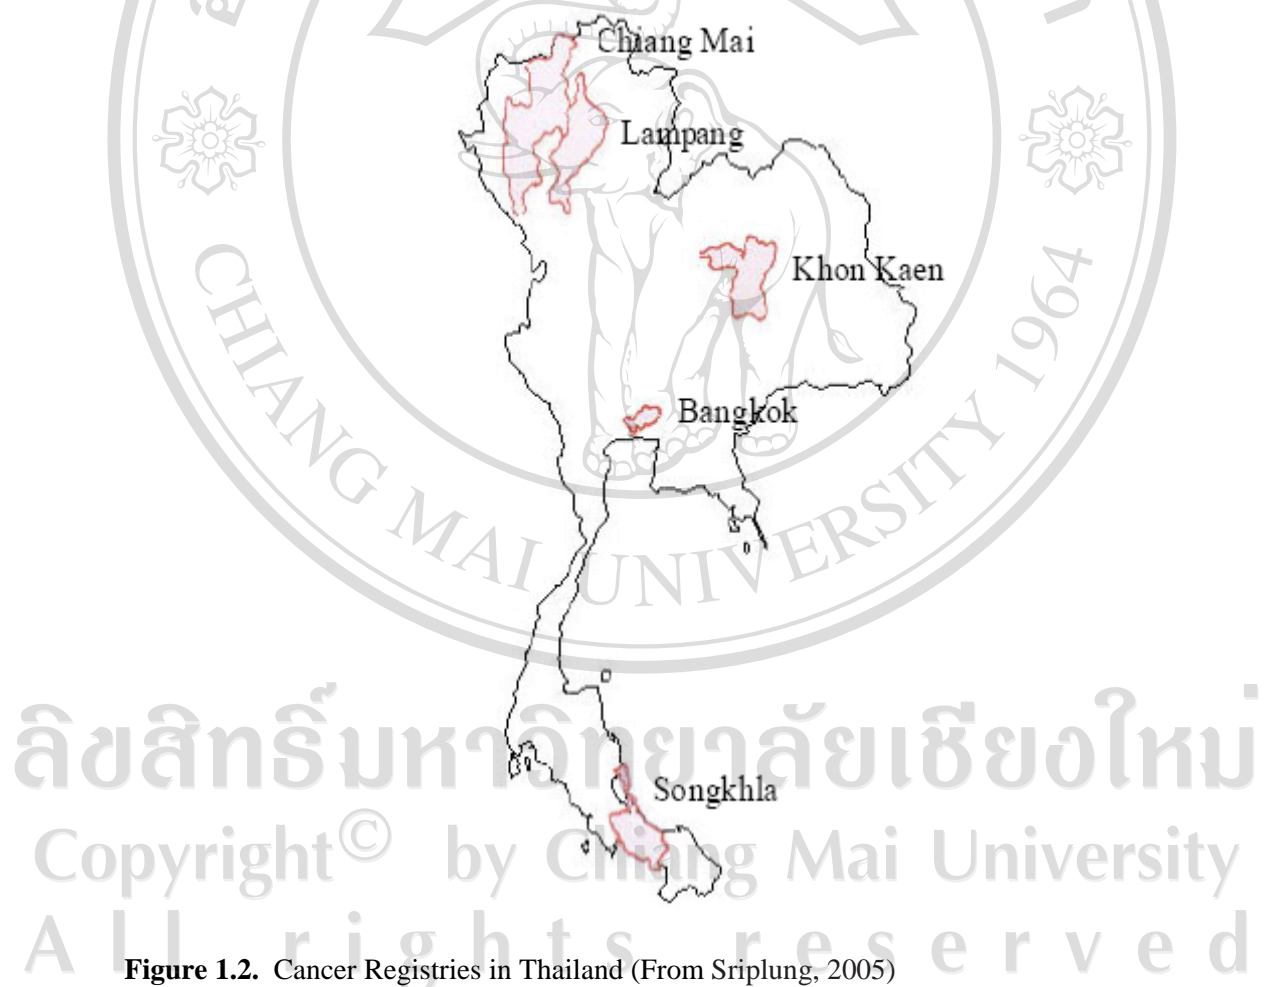 Chiang Mai
Lampang
Khon Kaen
Bangkok
CHIANG MAI UNIVERSITY 1964
Songkhla
ลิขสิทธิ์มหาวิทยาลัยเชียงใหม่
Copyright© by Chiang Mai University
All rights reserved
Figure 1.2. Cancer Registries in Thailand (From Sriplung, 2005)